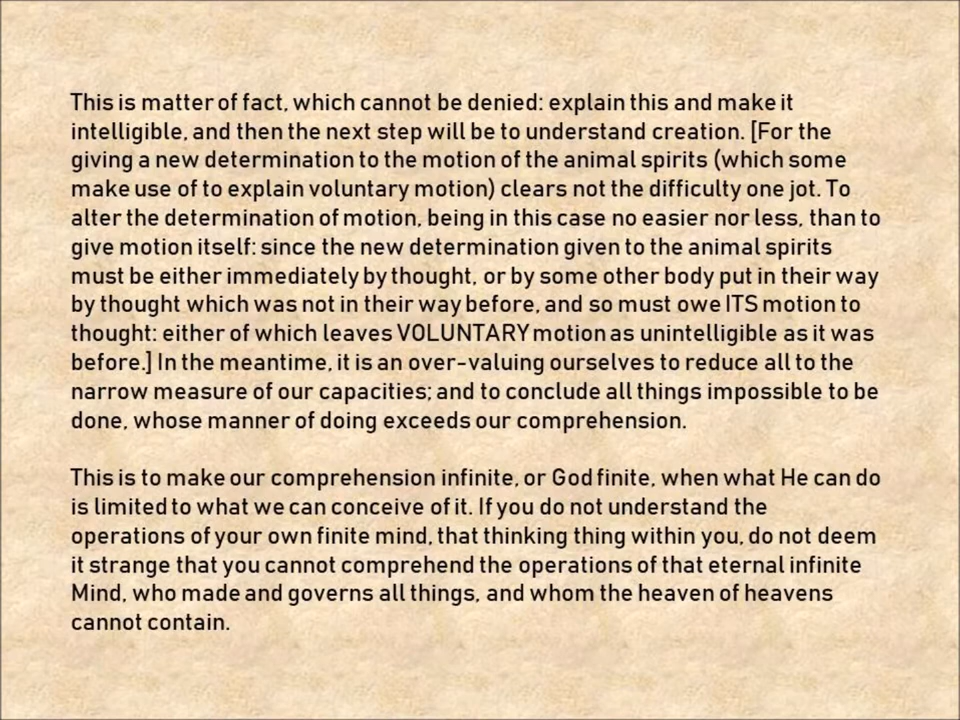 This is matter of fact, which cannot be denied: explain this and make it
intelligible, and then the next step will be to understand creation. [For the
giving a new determination to the motion of the animal spirits (which some
make use of to explain voluntary motion) clears not the difficulty one jot. To
alter the determination of motion, being in this case no easier nor less, than to
give motion itself: since the new determination given to the animal spirits
must be either immediately by thought, or by some other body put in their way
by thought which was not in their way before, and so must owe ITS motion to
thought: either of which leaves VOLUNTARY motion as unintelligible as it was
before.] In the meantime, it is an over-valuing ourselves to reduce all to the
narrow measure of our capacities; and to conclude all things impossible to be
done, whose manner of doing exceeds our comprehension.
This is to make our comprehension infinite, or God finite, when what He can do
is limited to what we can conceive of it. If you do not understand the
operations of your own finite mind, that thinking thing within you, do not deem
it strange that you cannot comprehend the operations of that eternal infinite
Mind, who made and governs all things, and whom the heaven of heavens
cannot contain.